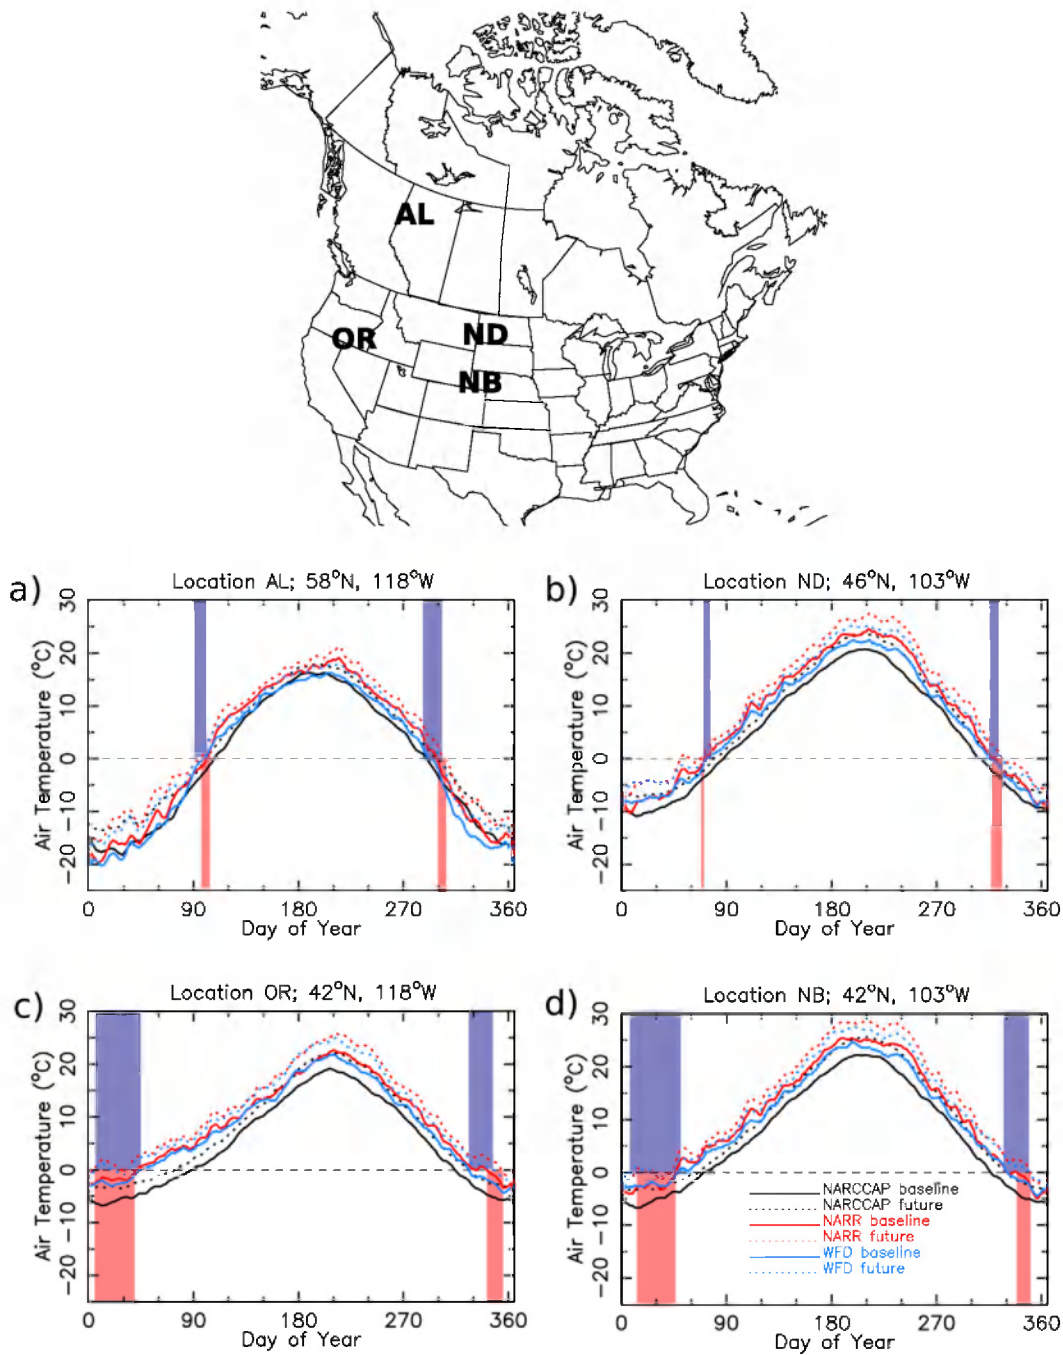 AL
OR
ND
NB
a)
Location AL; 58°N, 118°W
30
20
10
0
-10
-20
Air Temperature (°C)
0 90 180 270 360
Day of Year
b)
Location ND; 46°N, 103°W
30
20
10
0
-10
-20
Air Temperature (°C)
0 90 180 270 360
Day of Year
c)
Location OR; 42°N, 118°W
30
20
10
0
-10
-20
Air Temperature (°C)
0 90 180 270 360
Day of Year
d)
Location NB; 42°N, 103°W
30
20
10
0
-10
-20
Air Temperature (°C)
NARCCAP baseline
NARCCAP future
NARR baseline
NARR future
WFD baseline
WFD future
0 90 180 270 360
Day of Year